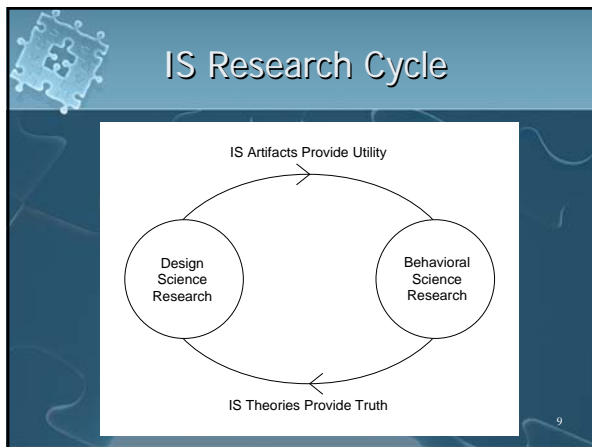 IS Research Cycle
IS Artifacts Provide Utility
Design
Science
Research
Behavioral
Science
Research
IS Theories Provide Truth
9